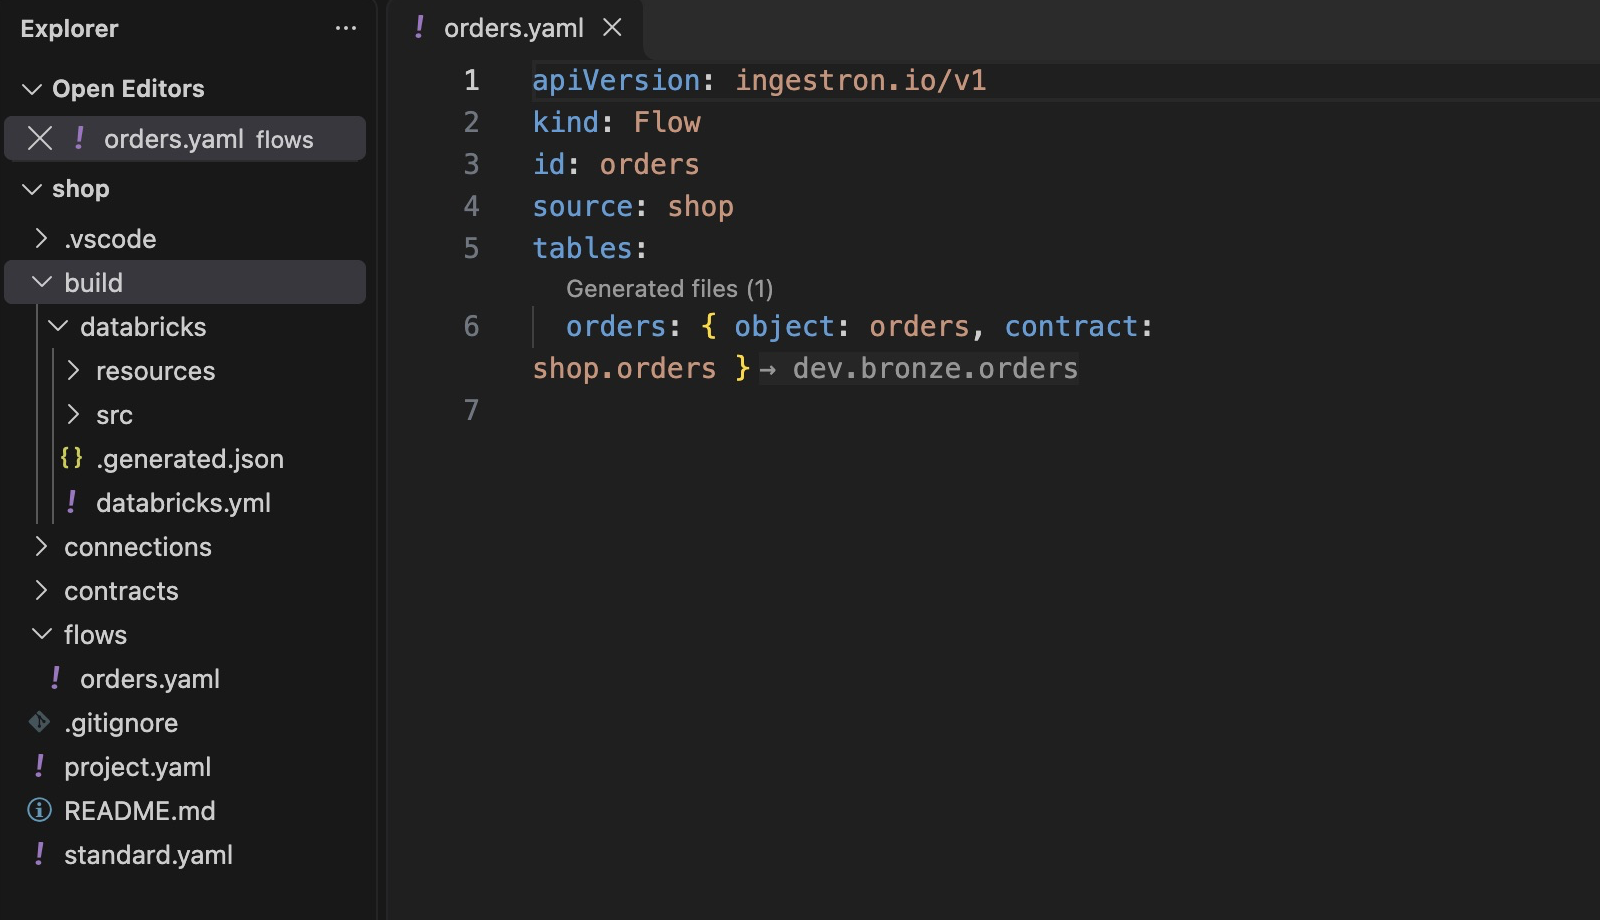 Explorer
Open Editors
orders.yaml flows
shop
.vscode
build
databricks
resources
src
.generated.json
databricks.yml
connections
contracts
flows
orders.yaml
.gitignore
project.yaml
README.md
standard.yaml
orders.yaml
1 apiVersion: ingestron.io/v1
2 kind: Flow
3 id: orders
4 source: shop
5 tables:
Generated files (1)
6 orders: { object: orders, contract:
shop.orders } → dev.bronze.orders
7